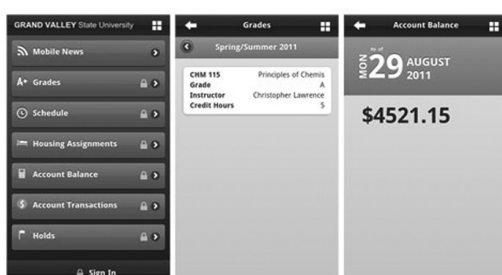 GRAND VALLEY State University
Mobile News
A+ Grades
Schedule
Housing Assignments
Account Balance
$ Account Transactions
Holds
Sign In
Grades
Spring/Summer 2011
CHM 115 Principles of Chemis
Grade A
Instructor Christopher Lawrence
Credit Hours 5
Account Balance
As of
MON 29 AUGUST
2011
$4521.15